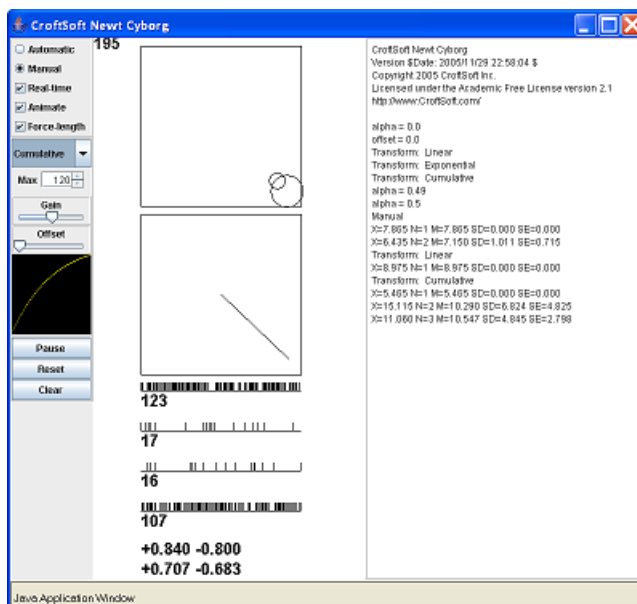 CroftSoft Newt Cyborg
Automatic
Manual
Real-time
Animate
Force-length
Cumulative
Max 120
Gain
Offset
Pause
Reset
Clear
195
123
17
16
107
+0.840 -0.800
+0.707 -0.683
CroftSoft Newt Cyborg
Version $Date: 2005/11/29 22:58:04 $
Copyright 2005 CroftSoft Inc.
Licensed under the Academic Free License version 2.1
http://www.CroftSoft.com/
alpha = 0.0
offset = 0.0
Transform: Linear
Transform: Exponential
Transform: Cumulative
alpha = 0.49
alpha = 0.5
Manual
X=7.865 N=1 M=7.865 SD=0.000 SE=0.000
X=6.435 N=2 M=7.150 SD=1.011 SE=0.715
Transform: Linear
X=8.975 N=1 M=8.975 SD=0.000 SE=0.000
Transform: Cumulative
X=5.465 N=1 M=5.465 SD=0.000 SE=0.000
X=15.115 N=2 M=10.290 SD=6.824 SE=4.825
X=11.060 N=3 M=10.547 SD=4.845 SE=2.798
Java Application Window